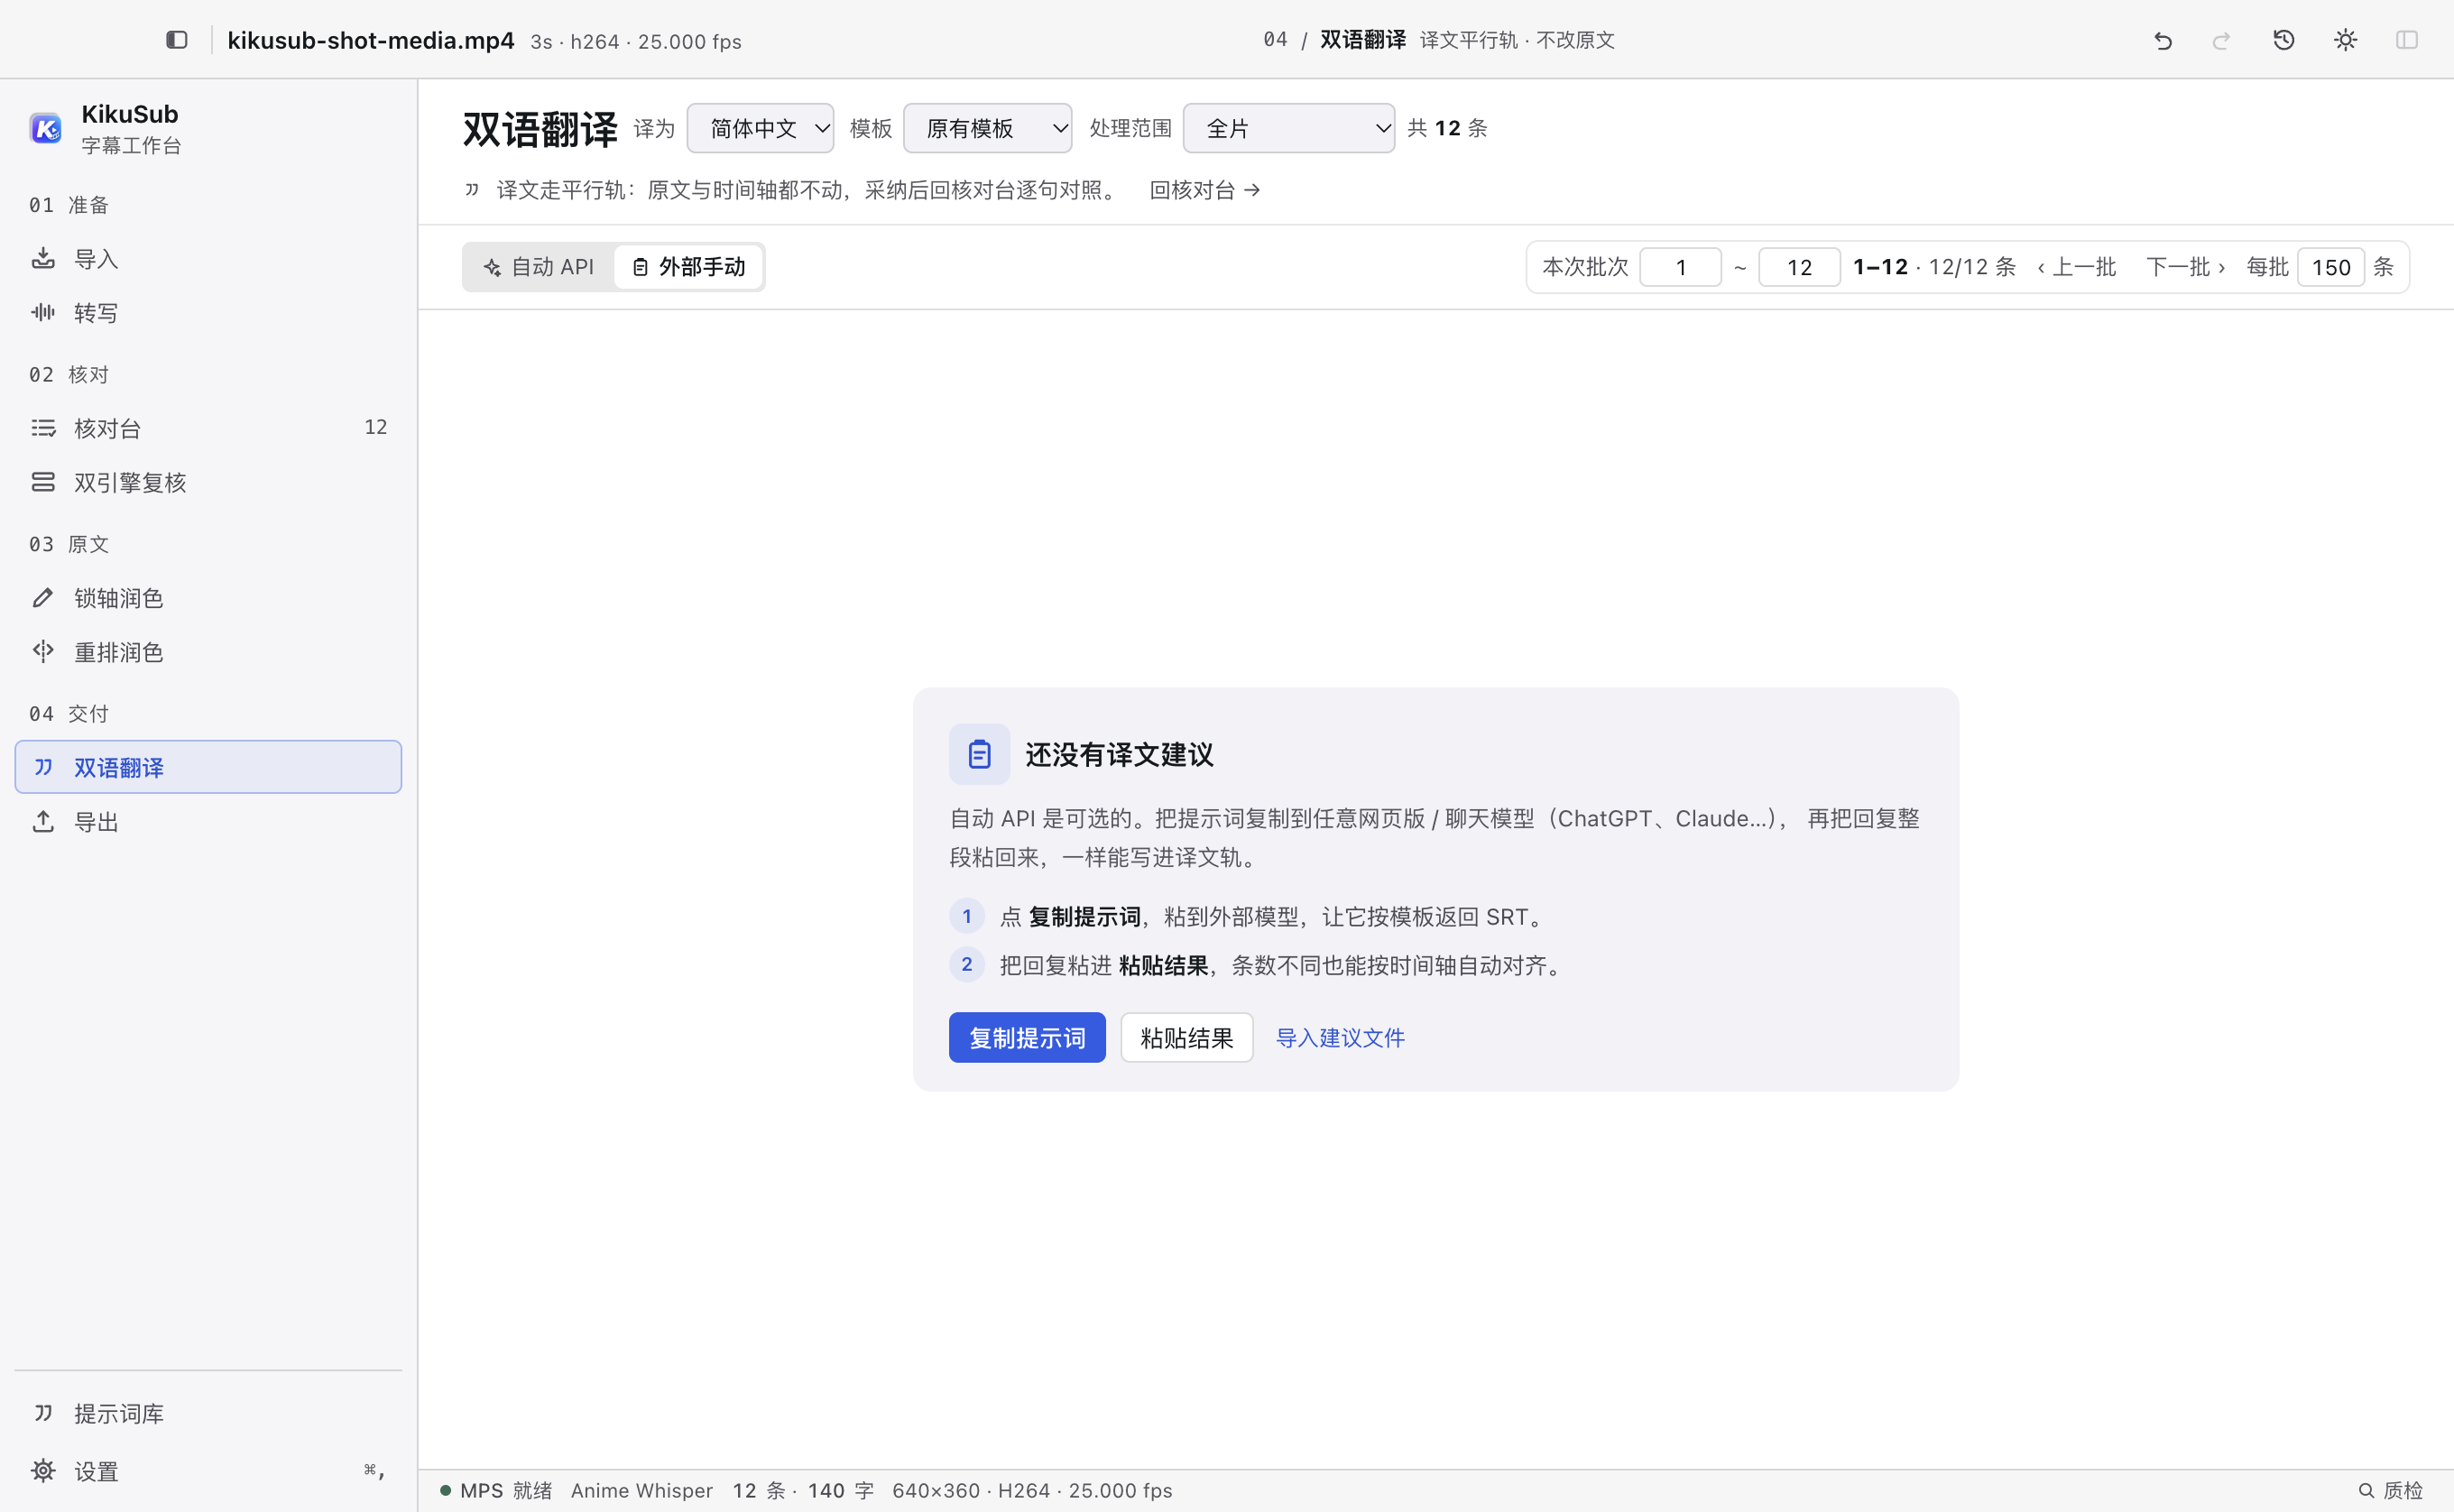 kikusub-shot-media.mp4 3s · h264 · 25.000 fps
04 / 双语翻译 译文平行轨 · 不改原文
KikuSub
字幕工作台
01 准备
导入
转写
02 核对
核对台 12
双引擎复核
03 原文
锁轴润色
重排润色
04 交付
双语翻译
导出
提示词库
设置 ⌘,
双语翻译 译为 简体中文 模板 原有模板 处理范围 全片 共 12 条
译文走平行轨：原文与时间轴都不动，采纳后回核对台逐句对照。 回核对台 →
自动 API 外部手动
本次批次 1 ~ 12 1–12 · 12/12 条 ‹ 上一批 下一批 › 每批 150 条
还没有译文建议
自动 API 是可选的。把提示词复制到任意网页版 / 聊天模型（ChatGPT、Claude…）， 再把回复整
段粘回来，一样能写进译文轨。
1 点 复制提示词，粘到外部模型，让它按模板返回 SRT。
2 把回复粘进 粘贴结果，条数不同也能按时间轴自动对齐。
复制提示词 粘贴结果 导入建议文件
MPS 就绪 Anime Whisper 12 条 · 140 字 640×360 · H264 · 25.000 fps
质检